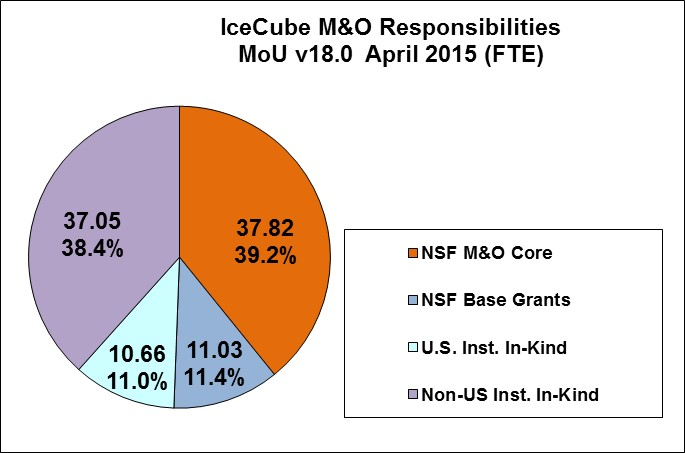 IceCube M&O Responsibilities
MoU v18.0  April 2015 (FTE)
37.05
38.4%
37.82
39.2%
10.66
11.0%
11.03
11.4%
NSF M&O Core
NSF Base Grants
U.S. Inst. In-Kind
Non-US Inst. In-Kind